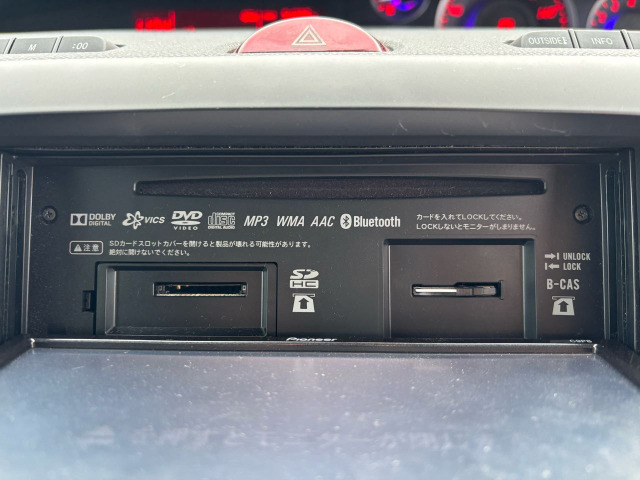 M :00 OUTSIDE INFO
DOLBY DIGITAL VICS DVD VIDEO COMPACT disc DIGITAL AUDIO MP3 WMA AAC Bluetooth
カードを入れてLOCKしてください。
LOCKしないとモニターがしまりません。
⚠注意 SDカードスロットカバーを開けると製品が壊れる可能性があります。
絶対に開けないでください。
SD HC
UNLOCK
LOCK
B-CAS
Pioneer